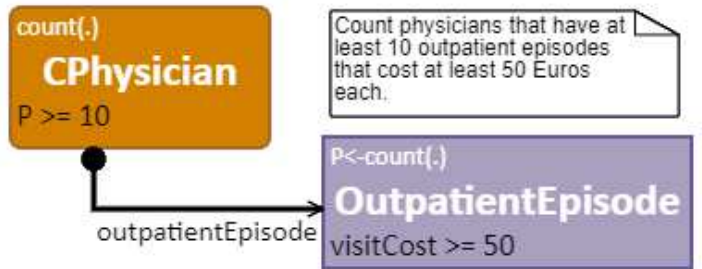 count(.)
CPhysician
P >= 10
Count physicians that have at
least 10 outpatient episodes
that cost at least 50 Euros
each.
outpatientEpisode
P<-count(.)
OutpatientEpisode
visitCost >= 50